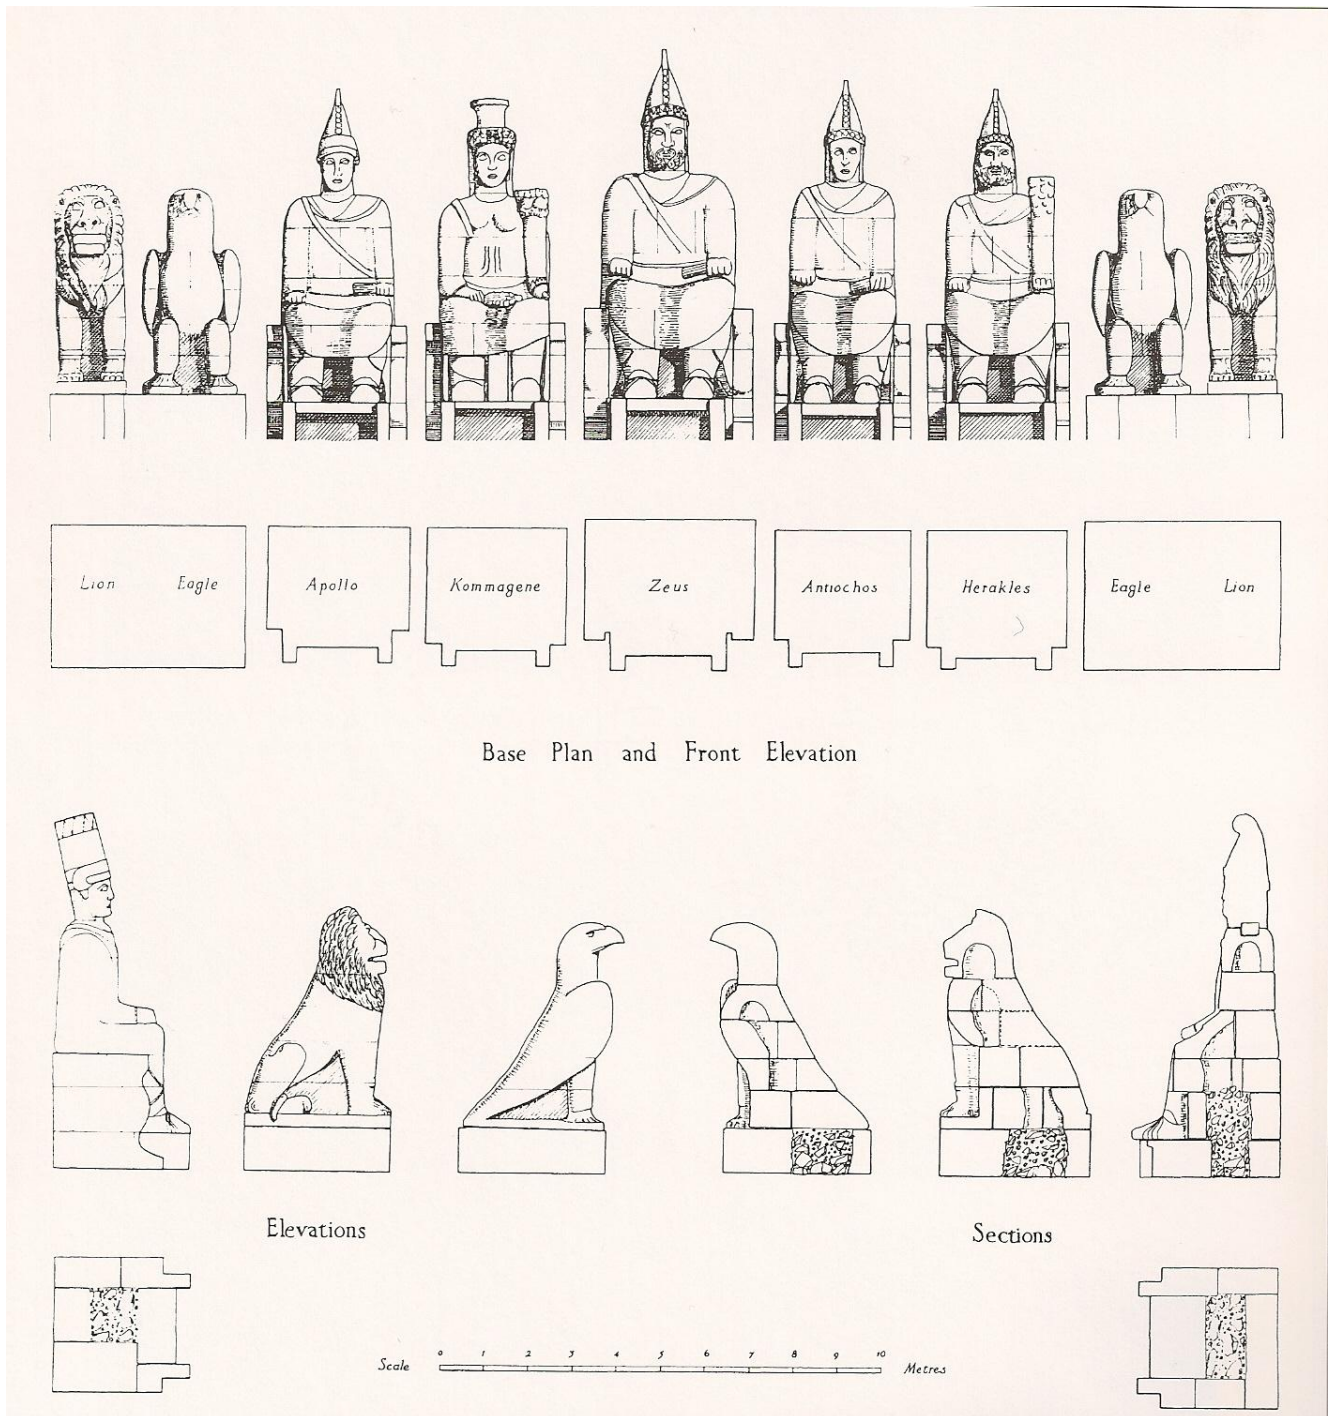 Lion Eagle Apollo Kommagene Zeus Antiochos Herakles Eagle Lion
Base Plan and Front Elevation
Elevations Sections
0 1 2 3 4 5 6 7 8 9 10
Scale Metres